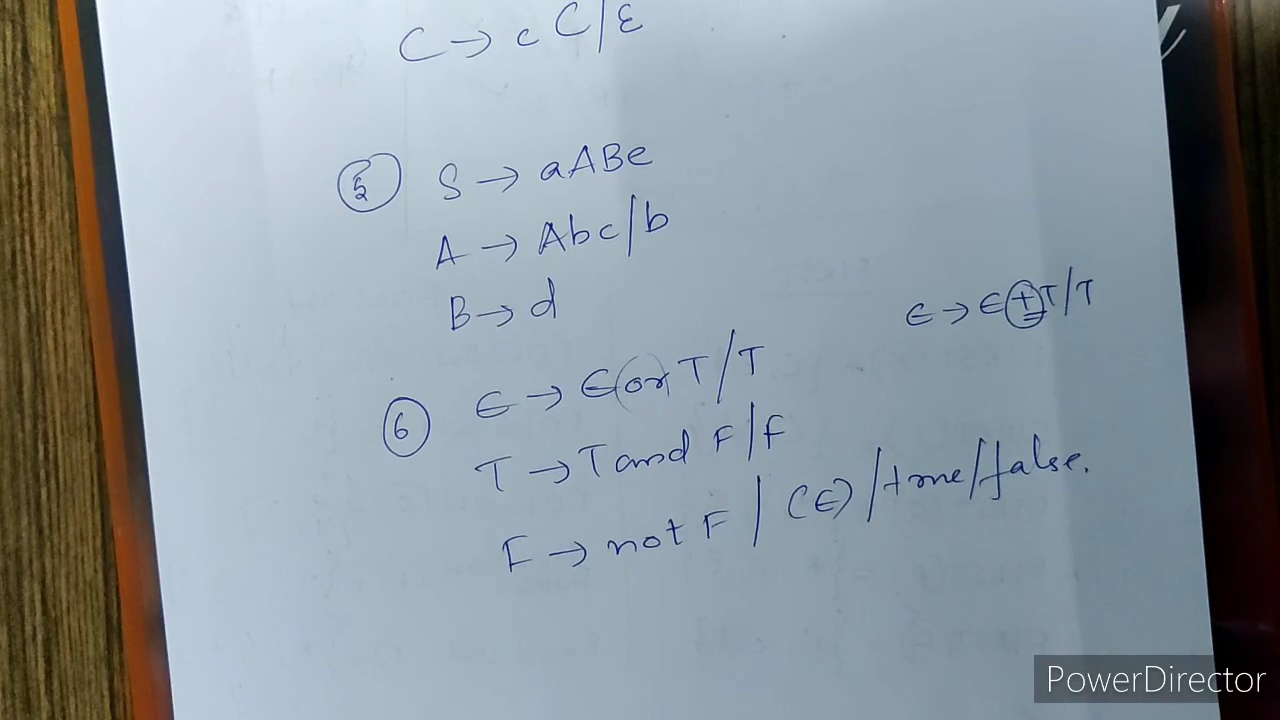 C → cC/ε
⑤ S → aABe
A → Abc/b
B → d
E → E+T/T
⑥ E → E or T/T
T → T and F/F
F → not F/(E)/true/false.
PowerDirector